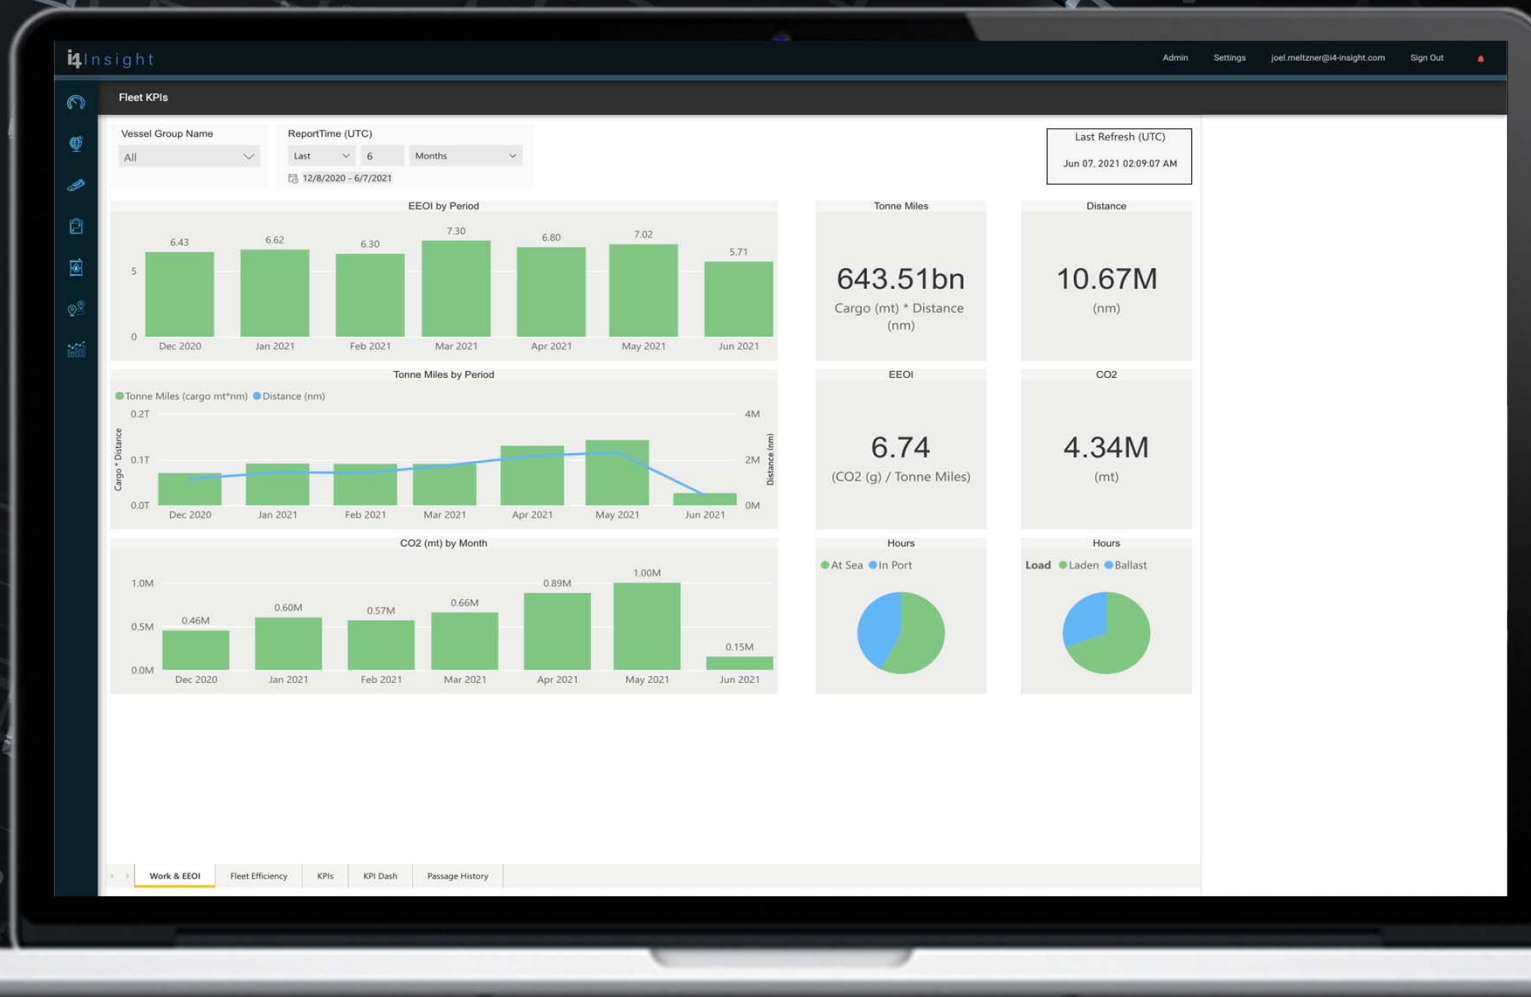 i4Insight
Admin Settings joel.meltzner@i4-insight.com Sign Out
Fleet KPIs
Vessel Group Name
All
ReportTime (UTC)
Last 6 Months
12/8/2020 - 6/7/2021
Last Refresh (UTC)
Jun 07, 2021 02:09:07 AM
EEOI by Period
6.43 6.62 6.30 7.30 6.80 7.02 5.71
5
0
Dec 2020 Jan 2021 Feb 2021 Mar 2021 Apr 2021 May 2021 Jun 2021
Tonne Miles
643.51bn
Cargo (mt) * Distance
(nm)
Distance
10.67M
(nm)
Tonne Miles by Period
Tonne Miles (cargo mt*nm) Distance (nm)
Cargo * Distance
0.2T
0.1T
0.0T
4M
2M
0M
Distance (nm)
Dec 2020 Jan 2021 Feb 2021 Mar 2021 Apr 2021 May 2021 Jun 2021
EEOI
6.74
(CO2 (g) / Tonne Miles)
CO2
4.34M
(mt)
CO2 (mt) by Month
1.0M
0.5M
0.0M
0.46M 0.60M 0.57M 0.66M 0.89M 1.00M 0.15M
Dec 2020 Jan 2021 Feb 2021 Mar 2021 Apr 2021 May 2021 Jun 2021
Hours
At Sea In Port
Hours
Load Laden Ballast
Work & EEOI Fleet Efficiency KPIs KPI Dash Passage History